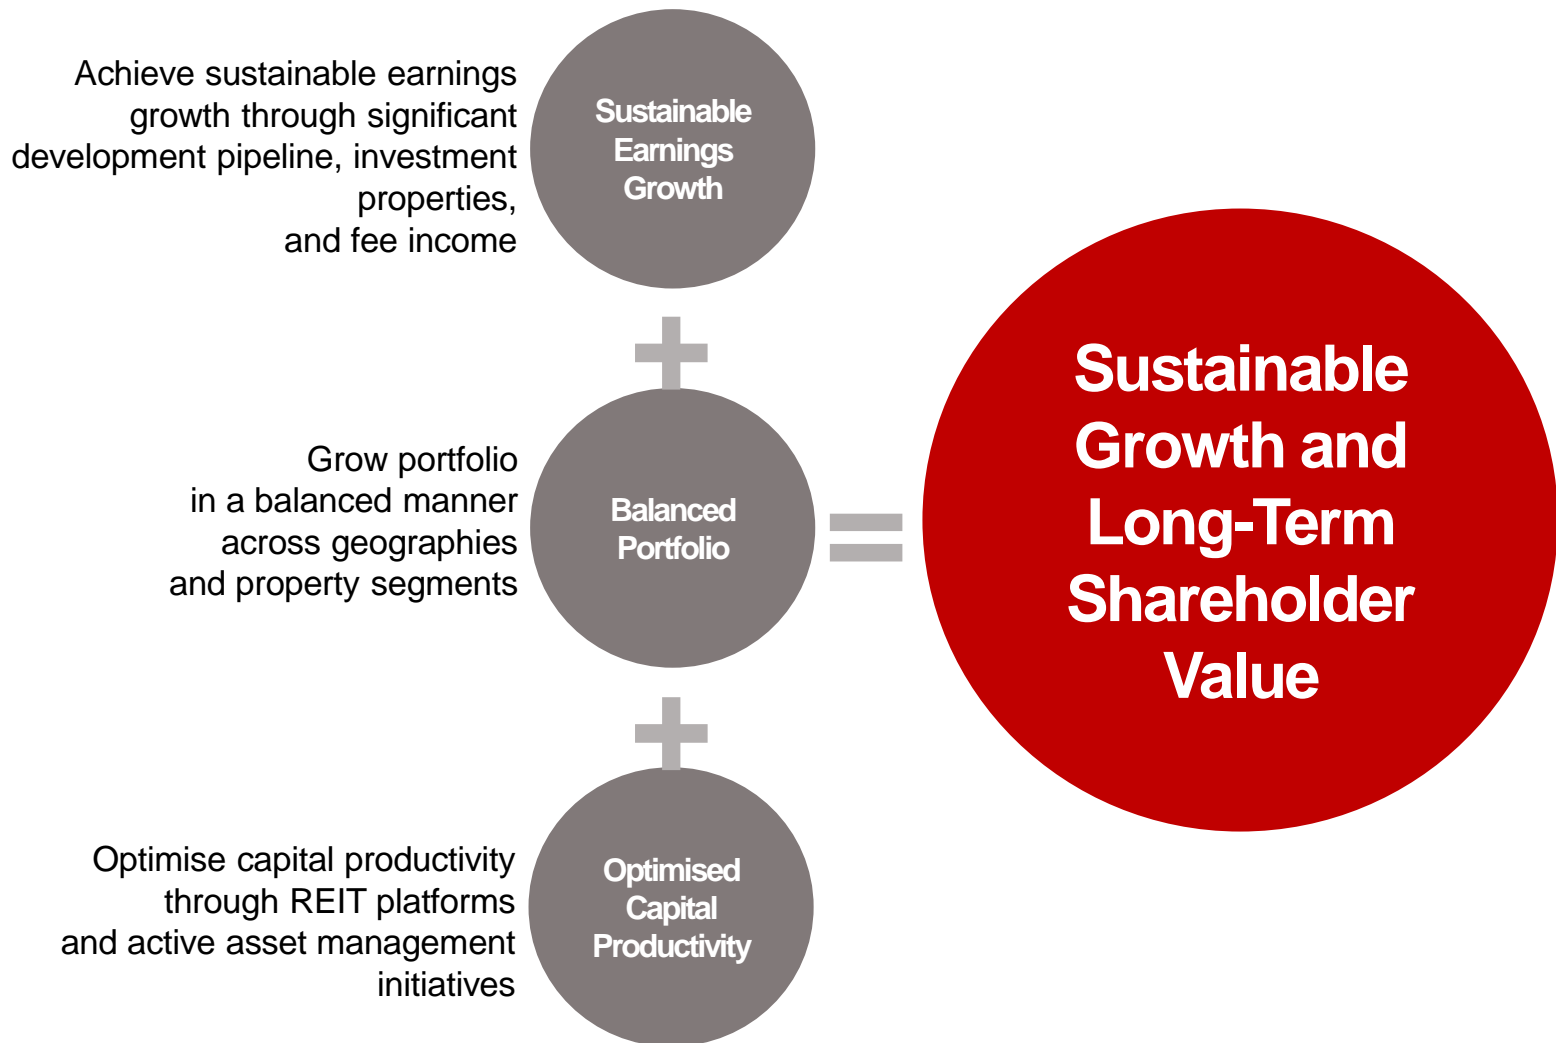 Achieve sustainable earnings
growth through significant
development pipeline, investment
properties,
and fee income
Sustainable
Earnings
Growth
+
Grow portfolio
in a balanced manner
across geographies
and property segments
Balanced
Portfolio
=
Sustainable
Growth and
Long-Term
Shareholder
Value
+
Optimise capital productivity
through REIT platforms
and active asset management
initiatives
Optimised
Capital
Productivity